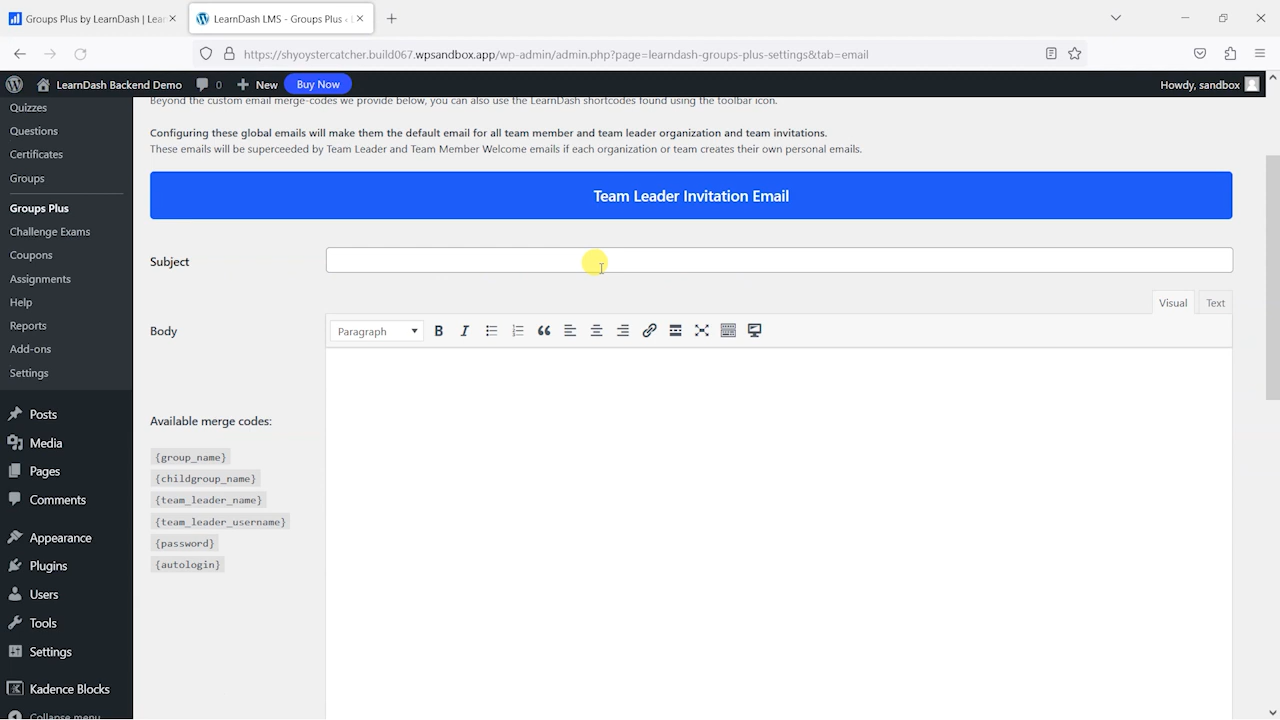 Groups Plus by LearnDash | Lear
LearnDash LMS - Groups Plus ‹ L
https://shyoystercatcher.build067.wpsandbox.app/wp-admin/admin.php?page=learndash-groups-plus-settings&tab=email
LearnDash Backend Demo
0
New
Buy Now
Howdy, sandbox
Quizzes
Questions
Certificates
Groups
Groups Plus
Challenge Exams
Coupons
Assignments
Help
Reports
Add-ons
Settings
Posts
Media
Pages
Comments
Appearance
Plugins
Users
Tools
Settings
Kadence Blocks
Collapse menu
Beyond the custom email merge-codes we provide below, you can also use the LearnDash shortcodes found using the toolbar icon.
Configuring these global emails will make them the default email for all team member and team leader organization and team invitations.
These emails will be superceeded by Team Leader and Team Member Welcome emails if each organization or team creates their own personal emails.
Team Leader Invitation Email
Subject
Visual Text
Body
Paragraph B I
Available merge codes:
{group_name}
{childgroup_name}
{team_leader_name}
{team_leader_username}
{password}
{autologin}